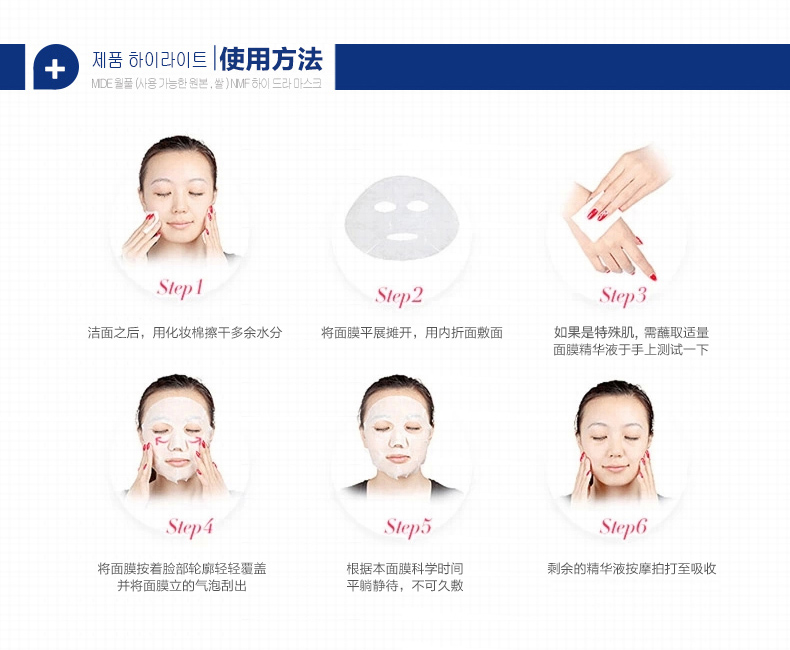 제품 하이라이트 | 使用方法
MIDE 월풀 (사용 가능한 원본 , 쌀 ) NMF 하이 드라 마스크
Step1
Step2
Step3
洁面之后，用化妆棉擦干多余水分
将面膜平展摊开，用内折面敷面
如果是特殊肌, 需蘸取适量
面膜精华液于手上测试一下
Step4
Step5
Step6
将面膜按着脸部轮廓轻轻覆盖
并将面膜立的气泡刮出
根据本面膜科学时间
平躺静待，不可久敷
剩余的精华液按摩拍打至吸收